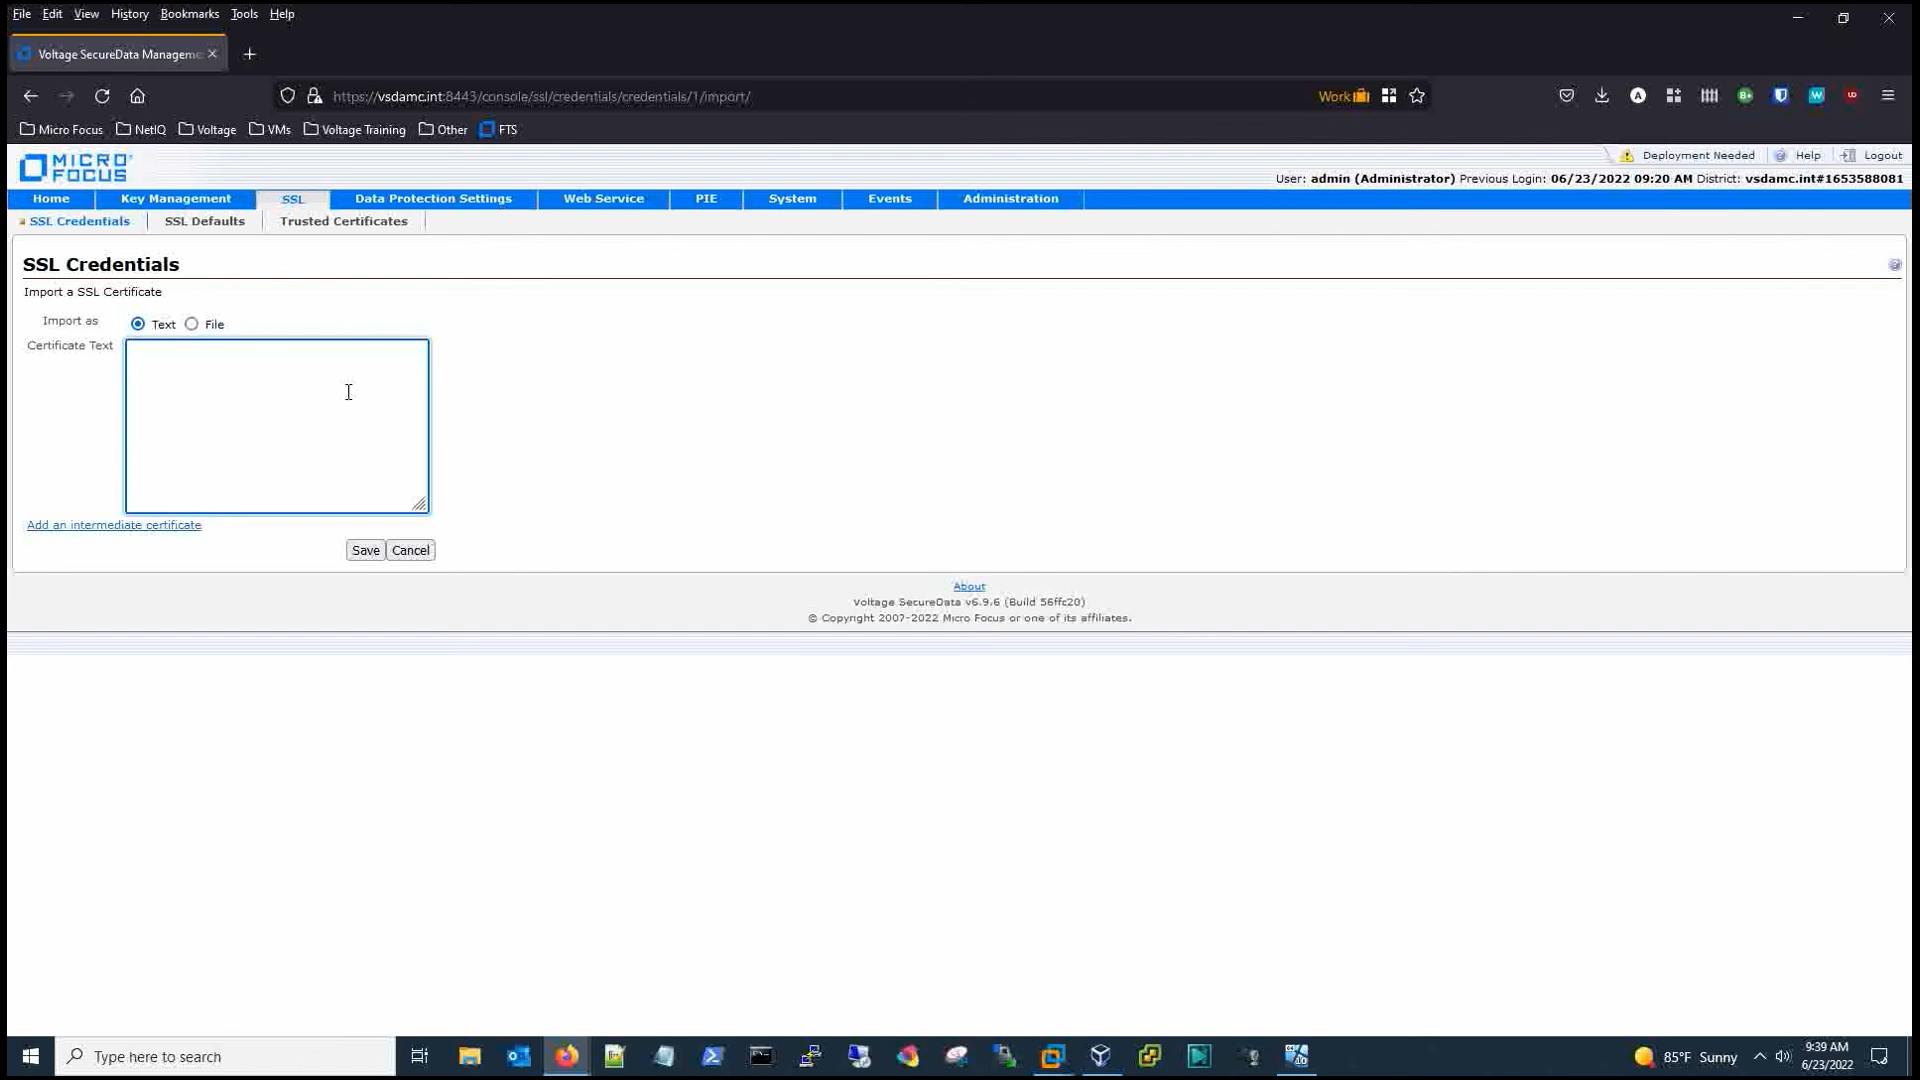 File Edit View History Bookmarks Tools Help
Voltage SecureData Manageme
https://vsdamc.int:8443/console/ssl/credentials/credentials/1/import/
Work
Micro Focus NetIQ Voltage VMs Voltage Training Other FTS
MICRO
FOCUS
Deployment Needed Help Logout
User: admin (Administrator) Previous Login: 06/23/2022 09:20 AM District: vsdamc.int#1653588081
Home Key Management SSL Data Protection Settings Web Service PIE System Events Administration
SSL Credentials SSL Defaults Trusted Certificates
SSL Credentials
Import a SSL Certificate
Import as Text File
Certificate Text
Add an intermediate certificate
Save Cancel
About
Voltage SecureData v6.9.6 (Build 56ffc20)
© Copyright 2007-2022 Micro Focus or one of its affiliates.
Type here to search
85°F Sunny
9:39 AM
6/23/2022